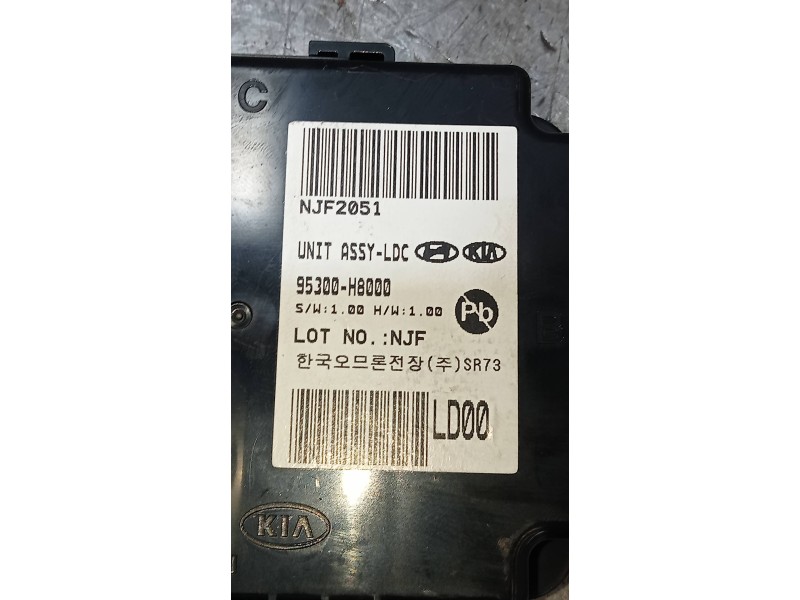 C
NJF2051
UNIT ASSY-LDC KIA
95300-H8000
S/W:1.00 H/W:1.00 Pb
LOT NO.:NJF
한국오므론전장(주)SR73
LD00
KIA